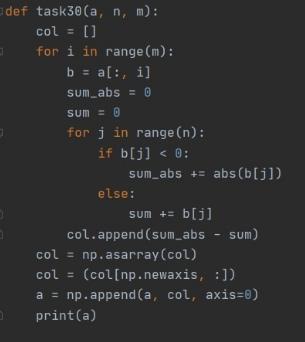 def task30(a, n, m):
    col = []
    for i in range(m):
        b = a[:, i]
        sum_abs = 0
        sum = 0
        for j in range(n):
            if b[j] < 0:
                sum_abs += abs(b[j])
            else:
                sum += b[j]
        col.append(sum_abs - sum)
    col = np.asarray(col)
    col = (col[np.newaxis, :])
    a = np.append(a, col, axis=0)
    print(a)